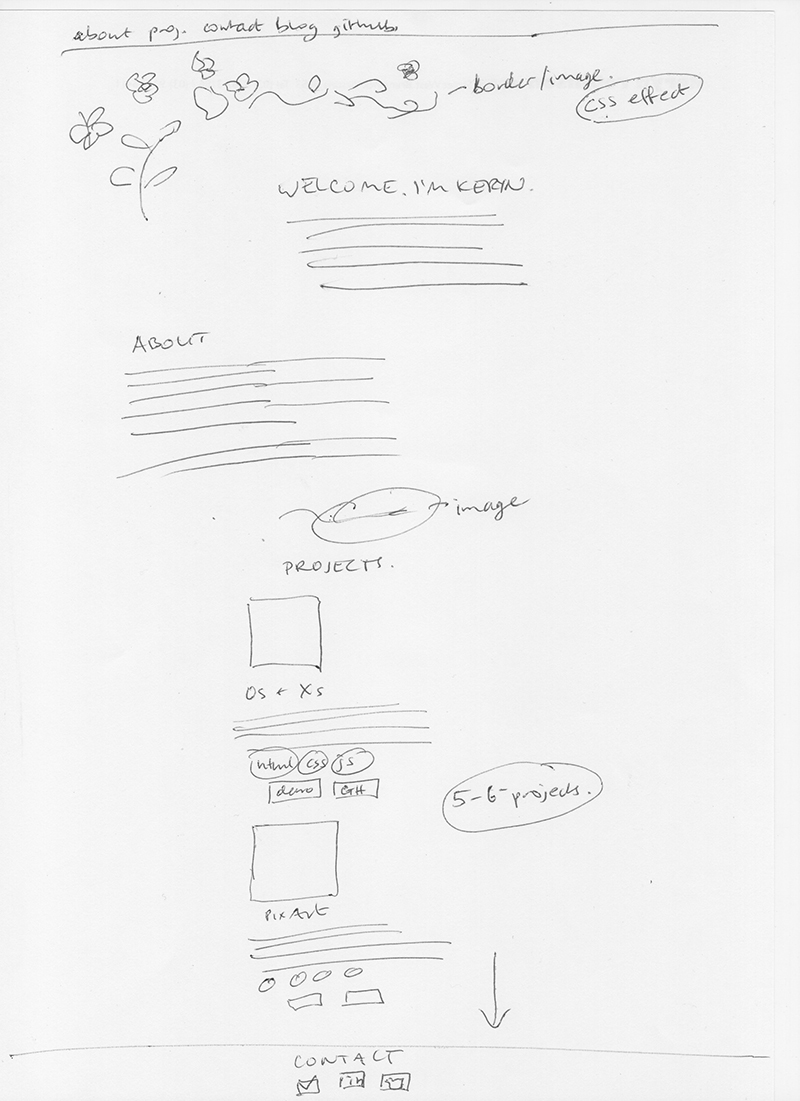 about proj. contact blog github.
border/image.
css effect
WELCOME. I'M KERYN.
ABOUT
image
PROJECTS.
Os + Xs
html css js
demo GH
5-6-projects.
PixArt
CONTACT
in